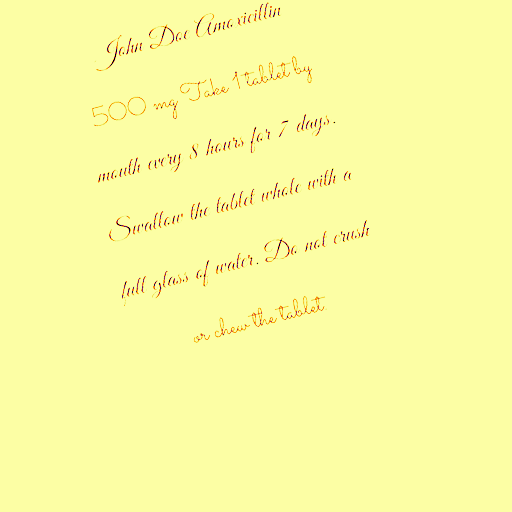 John Doe Amoxicillin
500 mg Take 1 tablet by
mouth every 8 hours for 7 days.
Swallow the tablet whole with a
full glass of water. Do not crush
or chew the tablet